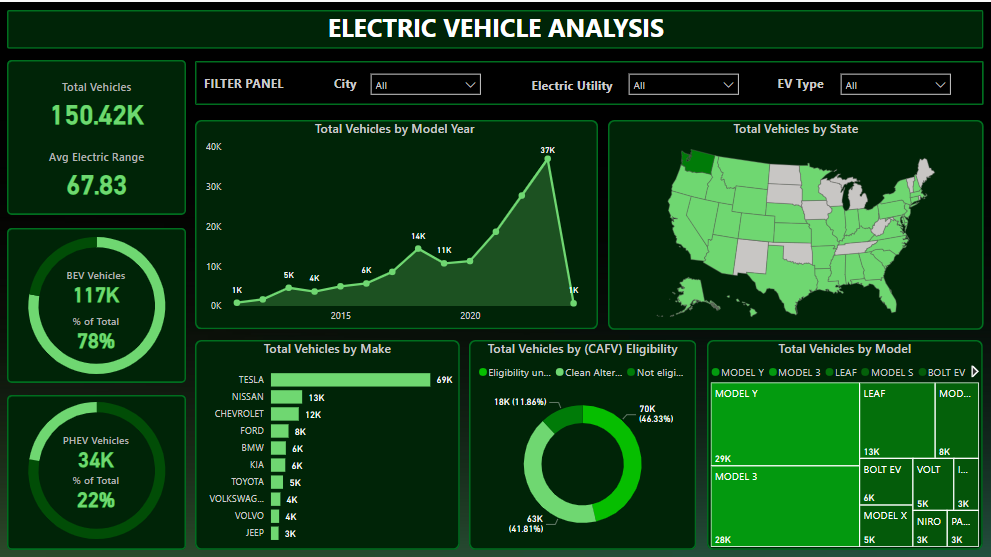 ELECTRIC VEHICLE ANALYSIS
Total Vehicles
150.42K
Avg Electric Range
67.83
FILTER PANEL
City
All
Electric Utility
All
EV Type
All
BEV Vehicles
117K
% of Total
78%
PHEV Vehicles
34K
% of Total
22%
Total Vehicles by Model Year
40K
30K
20K
10K
0K
1K
5K
4K
6K
14K
11K
37K
1K
2015
2020
Total Vehicles by State
Total Vehicles by Make
TESLA 69K
NISSAN 13K
CHEVROLET 12K
FORD 8K
BMW 6K
KIA 6K
TOYOTA 5K
VOLKSWAG... 4K
VOLVO 4K
JEEP 3K
Total Vehicles by (CAFV) Eligibility
Eligibility un... Clean Alter... Not eligi...
18K (11.86%)
70K
(46.33%)
63K
(41.81%)
Total Vehicles by Model
MODEL Y MODEL 3 LEAF MODEL S BOLT EV
MODEL Y
29K
MODEL 3
28K
LEAF
13K
MOD...
8K
BOLT EV
6K
VOLT
5K
I...
3K
MODEL X
5K
NIRO
3K
PA...
3K